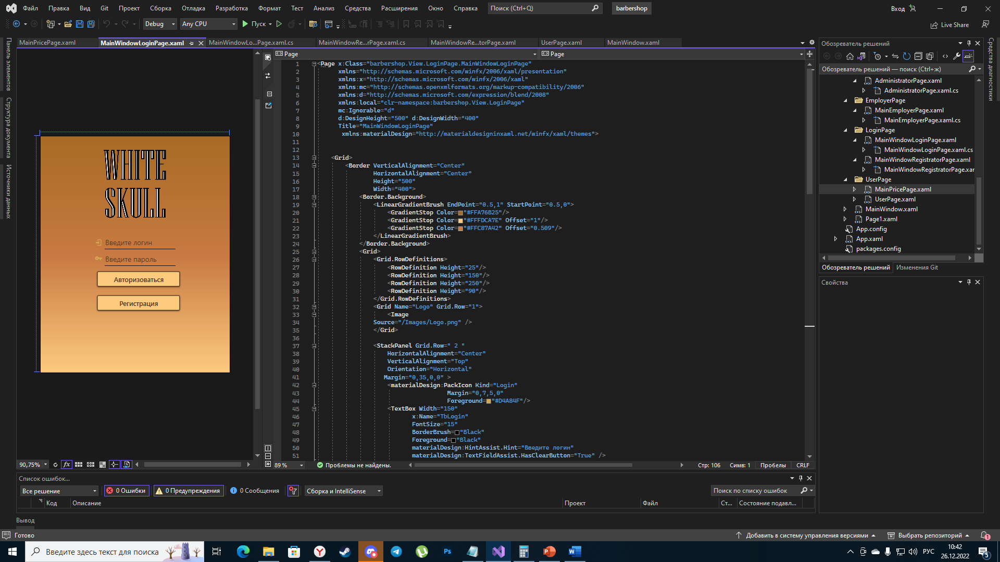 Файл Правка Вид Git Проект Сборка Отладка Разработка Формат Тест Анализ Средства Расширения Окно Справка Поиск (Ctrl+Q) barbershop Вход
Debug Any CPU Пуск Live Share
MainPricePage.xaml MainWindowLoginPage.xaml MainWindowLo...Page.xaml.cs MainWindowRe...rPage.xaml.cs MainWindowRe...torPage.xaml UserPage.xaml MainWindow.xaml
Панель элементов
Структура документа
Источники данных
WHITE
SKULL
Введите логин
Введите пароль
Авторизоваться
Регистрация
90,75%
Page Page
1 <Page x:Class="barbershop.View.LoginPage.MainWindowLoginPage"
2 xmlns="http://schemas.microsoft.com/winfx/2006/xaml/presentation"
3 xmlns:x="http://schemas.microsoft.com/winfx/2006/xaml"
4 xmlns:mc="http://schemas.openxmlformats.org/markup-compatibility/2006"
5 xmlns:d="http://schemas.microsoft.com/expression/blend/2008"
6 xmlns:local="clr-namespace:barbershop.View.LoginPage"
7 mc:Ignorable="d"
8 d:DesignHeight="500" d:DesignWidth="400"
9 Title="MainWindowLoginPage"
10 xmlns:materialDesign="http://materialdesigninxaml.net/winfx/xaml/themes">
11
12
13 <Grid>
14 <Border VerticalAlignment="Center"
15 HorizontalAlignment="Center"
16 Height="500"
17 Width="400">
18 <Border.Background>
19 <LinearGradientBrush EndPoint="0.5,1" StartPoint="0.5,0">
20 <GradientStop Color="#FFA76B25"/>
21 <GradientStop Color="#FFFDCA7E" Offset="1"/>
22 <GradientStop Color="#FFC87A42" Offset="0.509"/>
23 </LinearGradientBrush>
24 </Border.Background>
25 <Grid>
26 <Grid.RowDefinitions>
27 <RowDefinition Height="25"/>
28 <RowDefinition Height="150"/>
29 <RowDefinition Height="250"/>
30 <RowDefinition Height="90"/>
31 </Grid.RowDefinitions>
32 <Grid Name="Logo" Grid.Row="1">
33 <Image
34 Source="/Images/Logo.png" />
35 </Grid>
36
37 <StackPanel Grid.Row=" 2 "
38 HorizontalAlignment="Center"
39 VerticalAlignment="Top"
40 Orientation="Horizontal"
41 Margin="0,35,0,0" >
42 <materialDesign:PackIcon Kind="Login"
43 Margin="0,7,5,0"
44 Foreground="#D4A84F"/>
45 <TextBox Width="150"
46 x:Name="TbLogin"
47 FontSize="15"
48 BorderBrush="Black"
49 Foreground="Black"
50 materialDesign:HintAssist.Hint="Введите логин"
51 materialDesign:TextFieldAssist.HasClearButton="True" />
89 % Проблемы не найдены. Стр: 106 Симв: 1 Пробелы CRLF
Обозреватель решений
Обозреватель решений — поиск (Ctrl+ж)
AdministratorPage.xaml
AdministratorPage.xaml.cs
EmployerPage
MainEmployerPage.xaml
MainEmployerPage.xaml.cs
LoginPage
MainWindowLoginPage.xaml
MainWindowLoginPage.xaml.cs
MainWindowRegistratorPage.xaml
MainWindowRegistratorPage.xar
UserPage
MainPricePage.xaml
UserPage.xaml
MainWindow.xaml
Page1.xaml
App.config
App.xaml
packages.config
Обозреватель решений Изменения Git
Свойства
Средства диагностики
Список ошибок...
Все решение 0 Ошибки 0 Предупреждения 0 Сообщения Сборка и IntelliSense Поиск по списку ошибок
Код Описание Проект Файл Ст... Состояние подавл...
Вывод
Готово Добавить в систему управления версиями Выбрать репозиторий 1
Введите здесь текст для поиска Ps РУС 10:42 5
26.12.2022